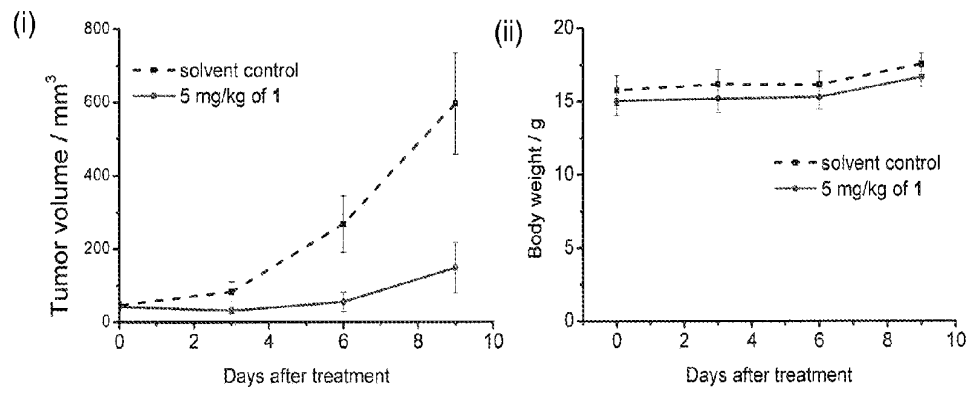 (i)
800
600
400
200
0
0
2
4
6
8
10
Tumor volume / mm³
Days after treatment
solvent control
5 mg/kg of 1
(ii)
20
15
10
5
0
0
2
4
6
8
10
Body weight / g
Days after treatment
solvent control
5 mg/kg of 1